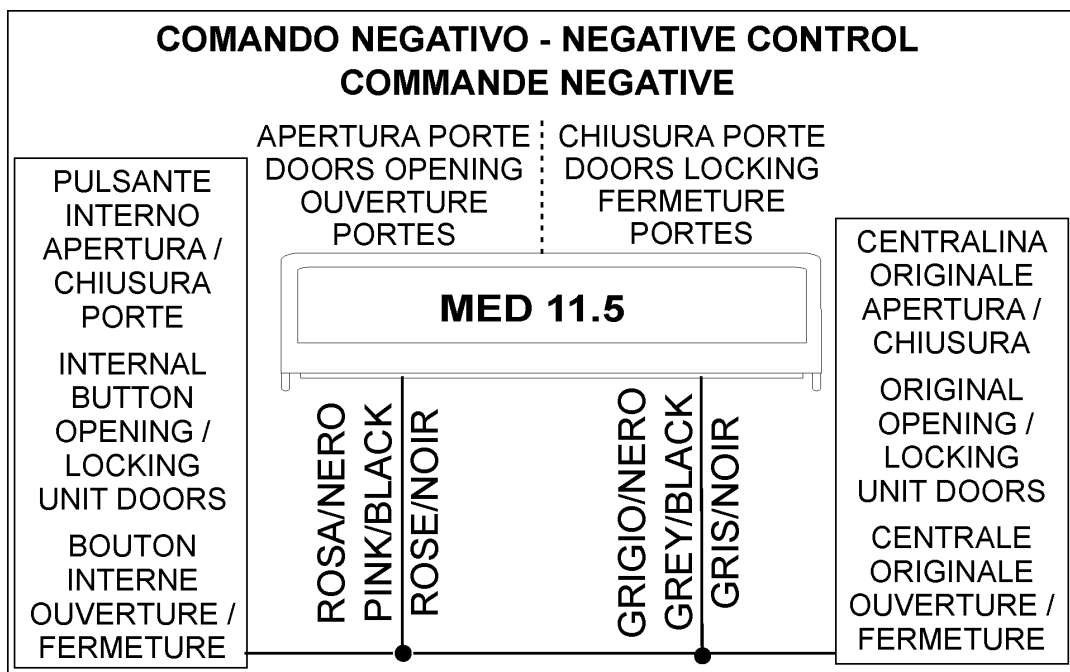 COMANDO NEGATIVO - NEGATIVE CONTROL
COMMANDE NEGATIVE
PULSANTE
INTERNO
APERTURA /
CHIUSURA
PORTE
INTERNAL
BUTTON
OPENING /
LOCKING
UNIT DOORS
BOUTON
INTERNE
OUVERTURE /
FERMETURE
APERTURA PORTE
DOORS OPENING
OUVERTURE
PORTES
CHIUSURA PORTE
DOORS LOCKING
FERMETURE
PORTES
MED 11.5
ROSA/NERO
PINK/BLACK
ROSE/NOIR
GRIGIO/NERO
GREY/BLACK
GRIS/NOIR
CENTRALINA
ORIGINALE
APERTURA /
CHIUSURA
ORIGINAL
OPENING /
LOCKING
UNIT DOORS
CENTRALE
ORIGINALE
OUVERTURE /
FERMETURE